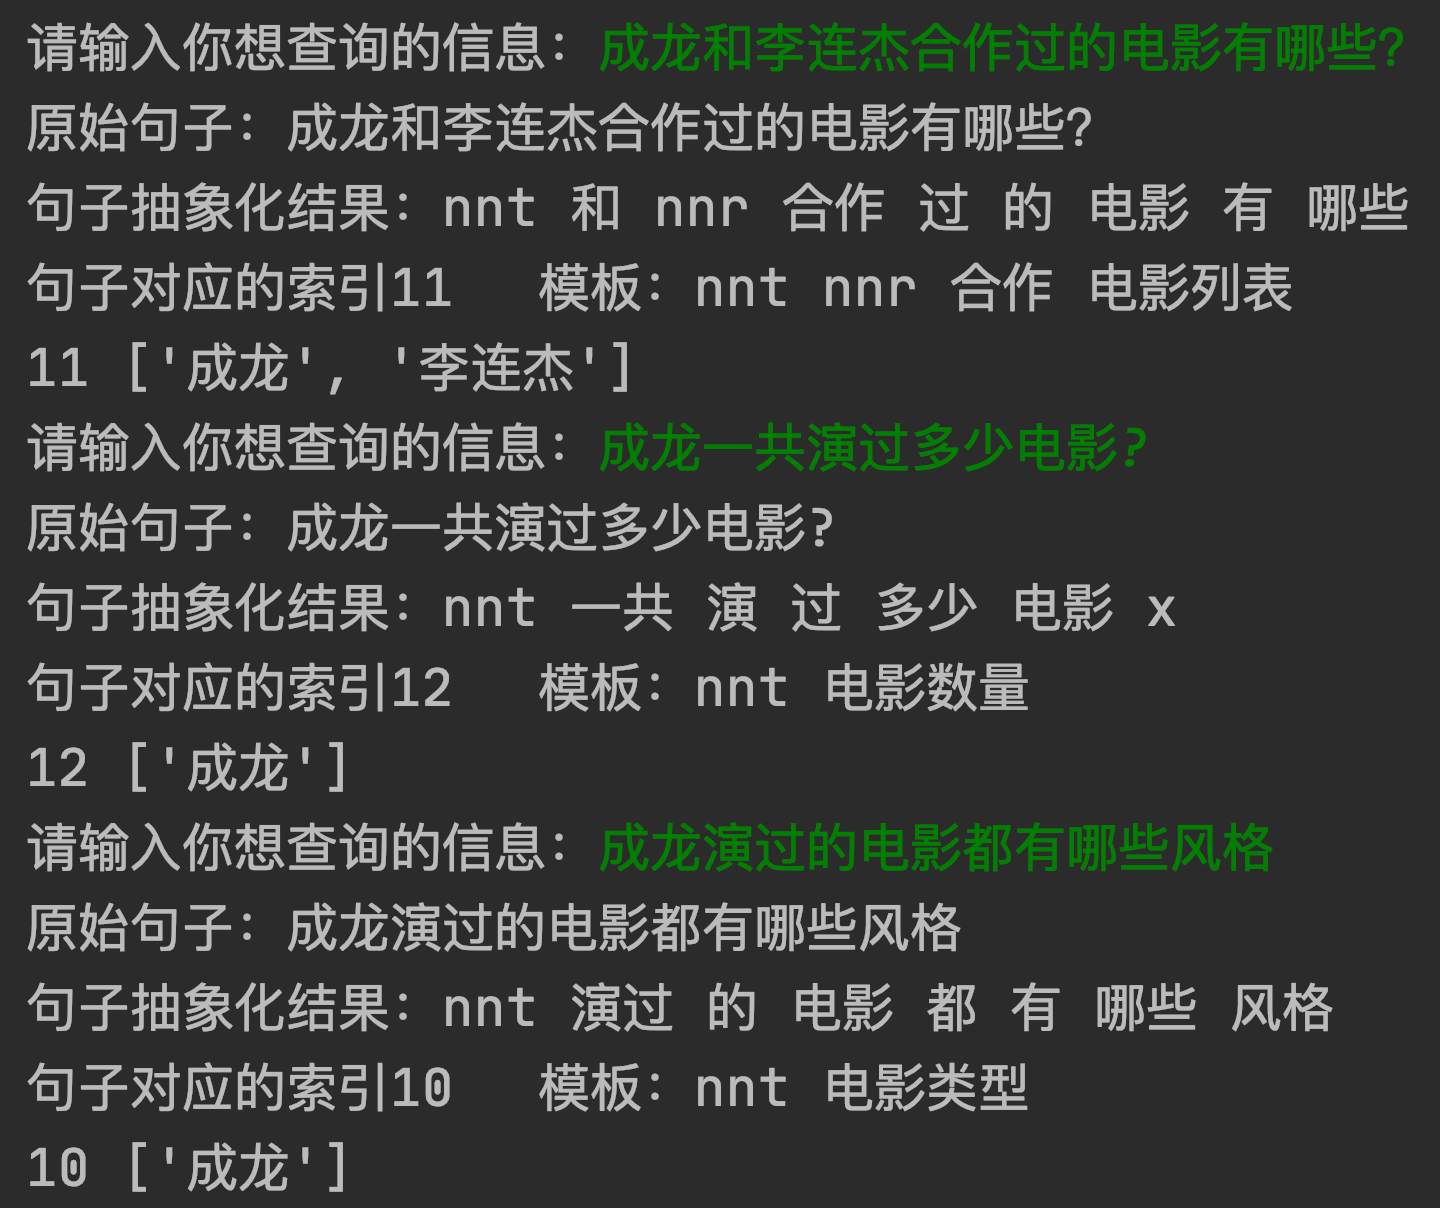 请输入你想查询的信息：成龙和李连杰合作过的电影有哪些?
原始句子：成龙和李连杰合作过的电影有哪些?
句子抽象化结果：nnt 和 nnr 合作 过 的 电影 有 哪些
句子对应的索引11 模板：nnt nnr 合作 电影列表
11 ['成龙', '李连杰']
请输入你想查询的信息：成龙一共演过多少电影?
原始句子：成龙一共演过多少电影?
句子抽象化结果：nnt 一共 演 过 多少 电影 x
句子对应的索引12 模板：nnt 电影数量
12 ['成龙']
请输入你想查询的信息：成龙演过的电影都有哪些风格
原始句子：成龙演过的电影都有哪些风格
句子抽象化结果：nnt 演过 的 电影 都 有 哪些 风格
句子对应的索引10 模板：nnt 电影类型
10 ['成龙']